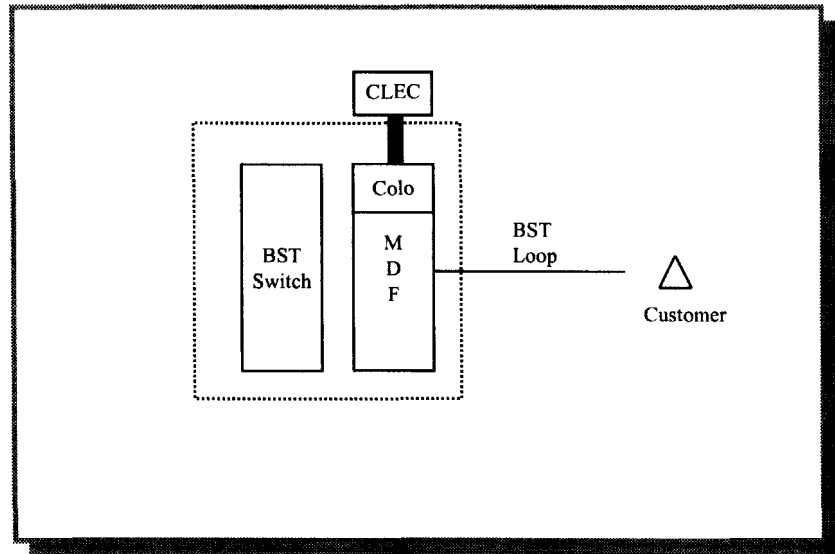 CLEC
Colo
BST
Switch
M
D
F
BST
Loop
Customer